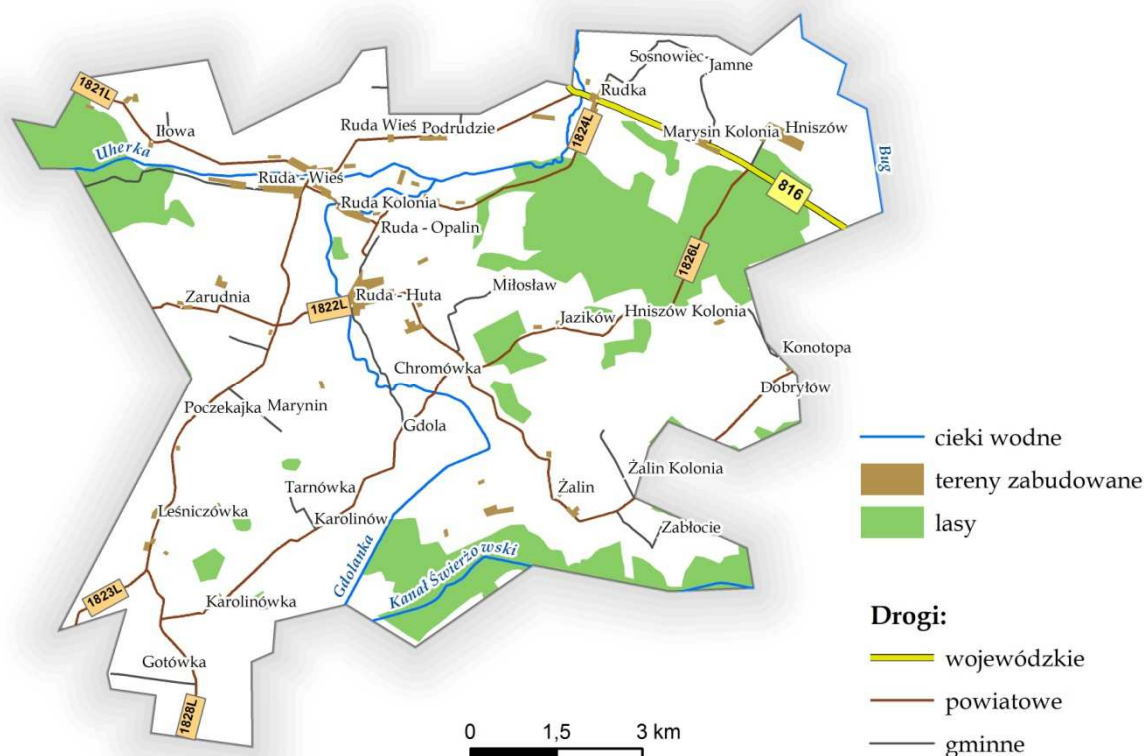 Sosnowiec
Jamne
1821L
Rudka
Iłowa
Ruda Wieś
Podrudzie
1824L
Marysin Kolonia
Hniszów
Uherka
Bug
Ruda - Wieś
816
Ruda Kolonia
Ruda - Opalin
1826L
Miłosław
Zarudnia
1822L
Ruda - Huta
Jazików
Hniszów Kolonia
Konotopa
Chromówka
Dobryłów
Poczekajka
Marynin
Gdola
cieki wodne
Żalin Kolonia
tereny zabudowane
Tarnówka
Żalin
Leśniczówka
Karolinów
Zabłocie
lasy
Gdolanka
Kanał Świerżowski
1823L
Karolinówka
Drogi:
Gotówka
wojewódzkie
1828L
powiatowe
0 1,5 3 km
gminne